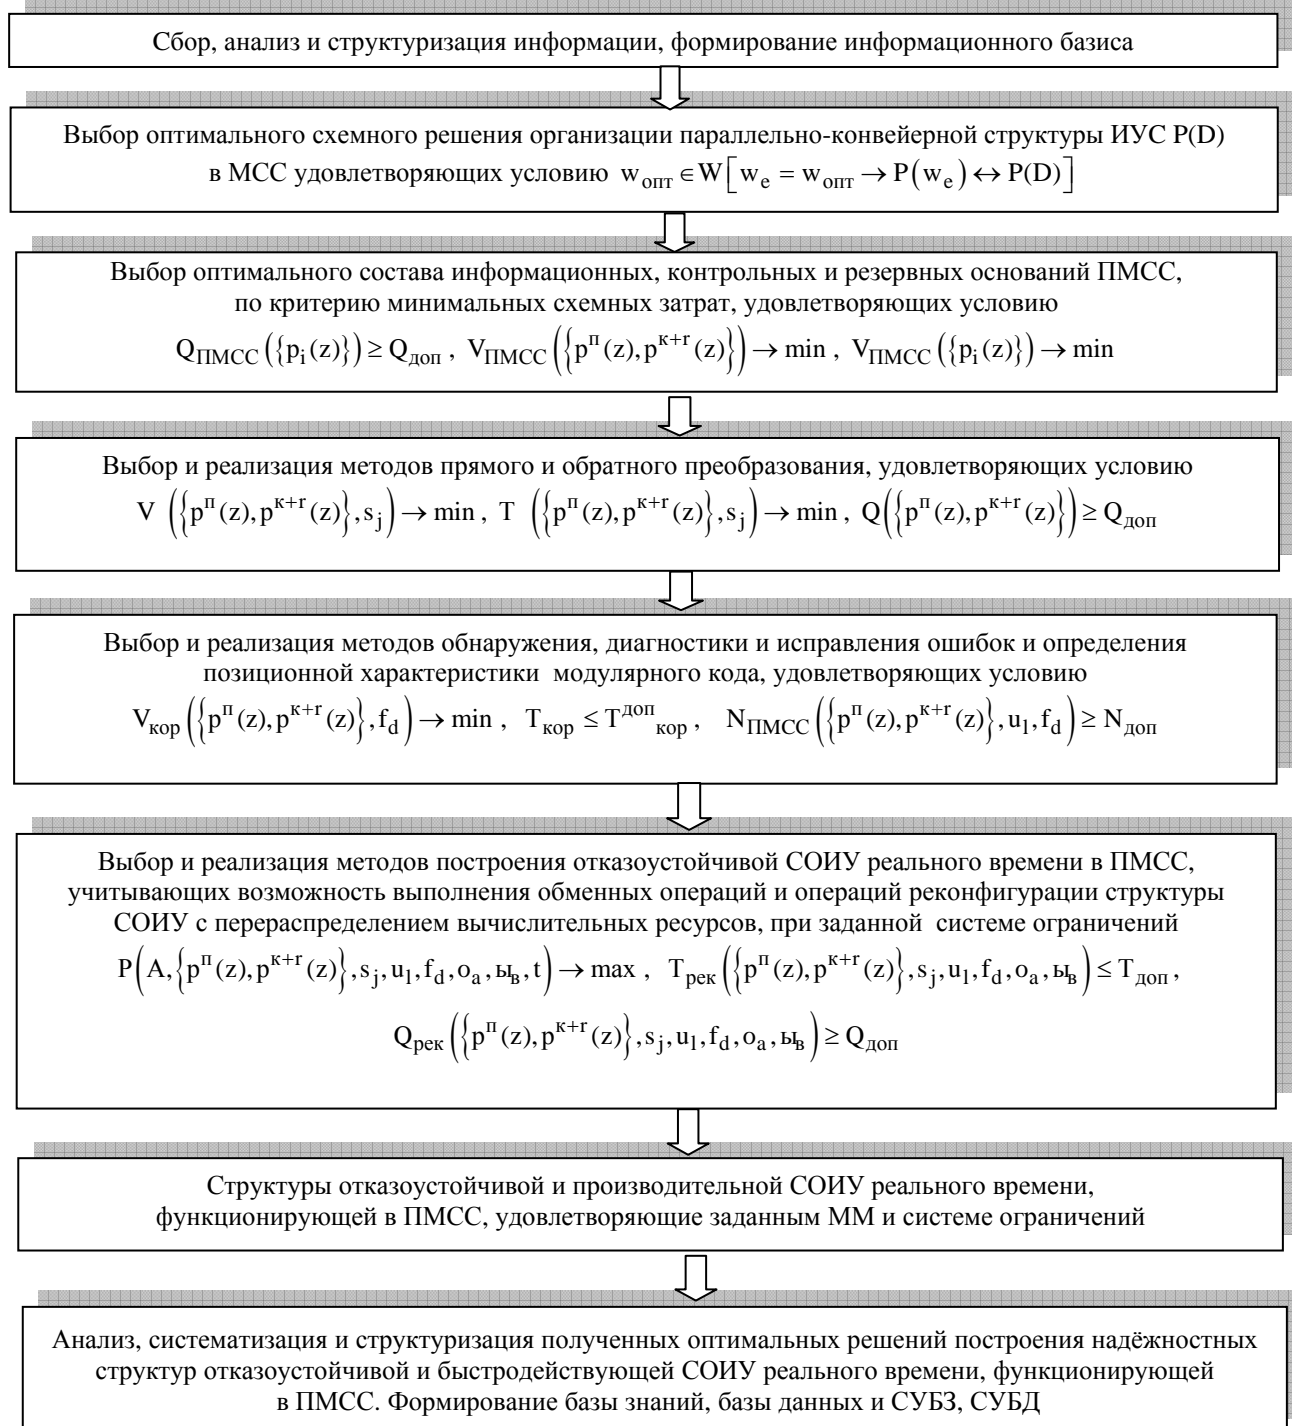 Сбор, анализ и структуризация информации, формирование информационного базиса
Выбор оптимального схемного решения организации параллельно-конвейерной структуры ИУС P(D)
в МСС удовлетворяющих условию w_опт ∈ W[w_e = w_опт → P(w_e) ↔ P(D)]
Выбор оптимального состава информационных, контрольных и резервных оснований ПМСС,
по критерию минимальных схемных затрат, удовлетворяющих условию
Q_ПМСС({p_i(z)}) ≥ Q_доп , V_ПМСС({p^п(z), p^к+r(z)}) → min , V_ПМСС({p_i(z)}) → min
Выбор и реализация методов прямого и обратного преобразования, удовлетворяющих условию
V ({p^п(z), p^к+r(z)}, s_j) → min , T ({p^п(z), p^к+r(z)}, s_j) → min , Q({p^п(z), p^к+r(z)}) ≥ Q_доп
Выбор и реализация методов обнаружения, диагностики и исправления ошибок и определения
позиционной характеристики модулярного кода, удовлетворяющих условию
V_кор({p^п(z), p^к+r(z)}, f_d) → min , T_кор ≤ T^доп_кор , N_ПМСС({p^п(z), p^к+r(z)}, u_l, f_d) ≥ N_доп
Выбор и реализация методов построения отказоустойчивой СОИУ реального времени в ПМСС,
учитывающих возможность выполнения обменных операций и операций реконфигурации структуры
СОИУ с перераспределением вычислительных ресурсов, при заданной системе ограничений
P(A, {p^п(z), p^к+r(z)}, s_j, u_l, f_d, o_a, ы_в, t) → max , T_рек({p^п(z), p^к+r(z)}, s_j, u_l, f_d, o_a, ы_в) ≤ T_доп ,
Q_рек({p^п(z), p^к+r(z)}, s_j, u_l, f_d, o_a, ы_в) ≥ Q_доп
Структуры отказоустойчивой и производительной СОИУ реального времени,
функционирующей в ПМСС, удовлетворяющие заданным ММ и системе ограничений
Анализ, систематизация и структуризация полученных оптимальных решений построения надёжностных
структур отказоустойчивой и быстродействующей СОИУ реального времени, функционирующей
в ПМСС. Формирование базы знаний, базы данных и СУБЗ, СУБД